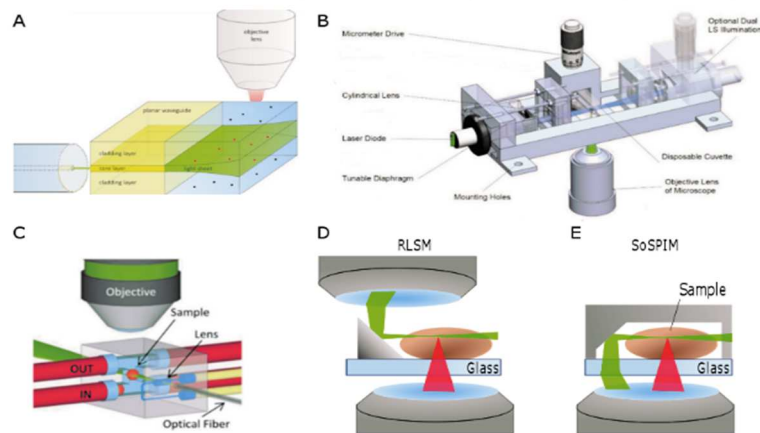 A
objective
lens
planar waveguide
cladding layer
core layer
light sheet
cladding layer
B
Micrometer Drive
Optional Dual
LS Illumination
Cylindrical Lens
Laser Diode
Tunable Diaphragm
Mounting Holes
Disposable Cuvette
Objective Lens
of Microscope
C
Objective
Sample
Lens
OUT
IN
Optical Fiber
D
RLSM
Glass
E
SoSPIM
Sample
Glass